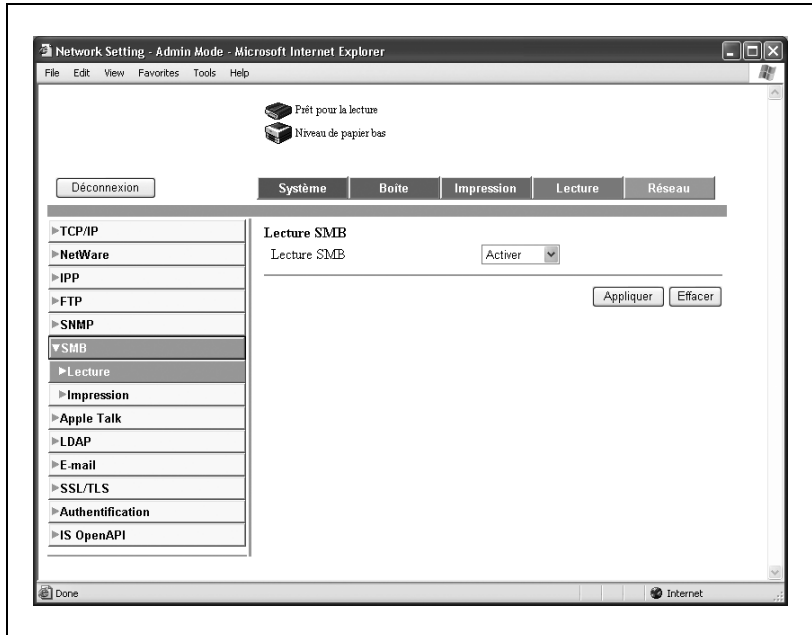 Network Setting - Admin Mode - Microsoft Internet Explorer
File Edit View Favorites Tools Help
Prêt pour la lecture
Niveau de papier bas
Déconnexion
Système Boîte Impression Lecture Réseau
TCP/IP
NetWare
IPP
FTP
SNMP
SMB
Lecture
Impression
Apple Talk
LDAP
E-mail
SSL/TLS
Authentification
IS OpenAPI
Lecture SMB
Lecture SMB Activer
Appliquer Effacer
Done Internet